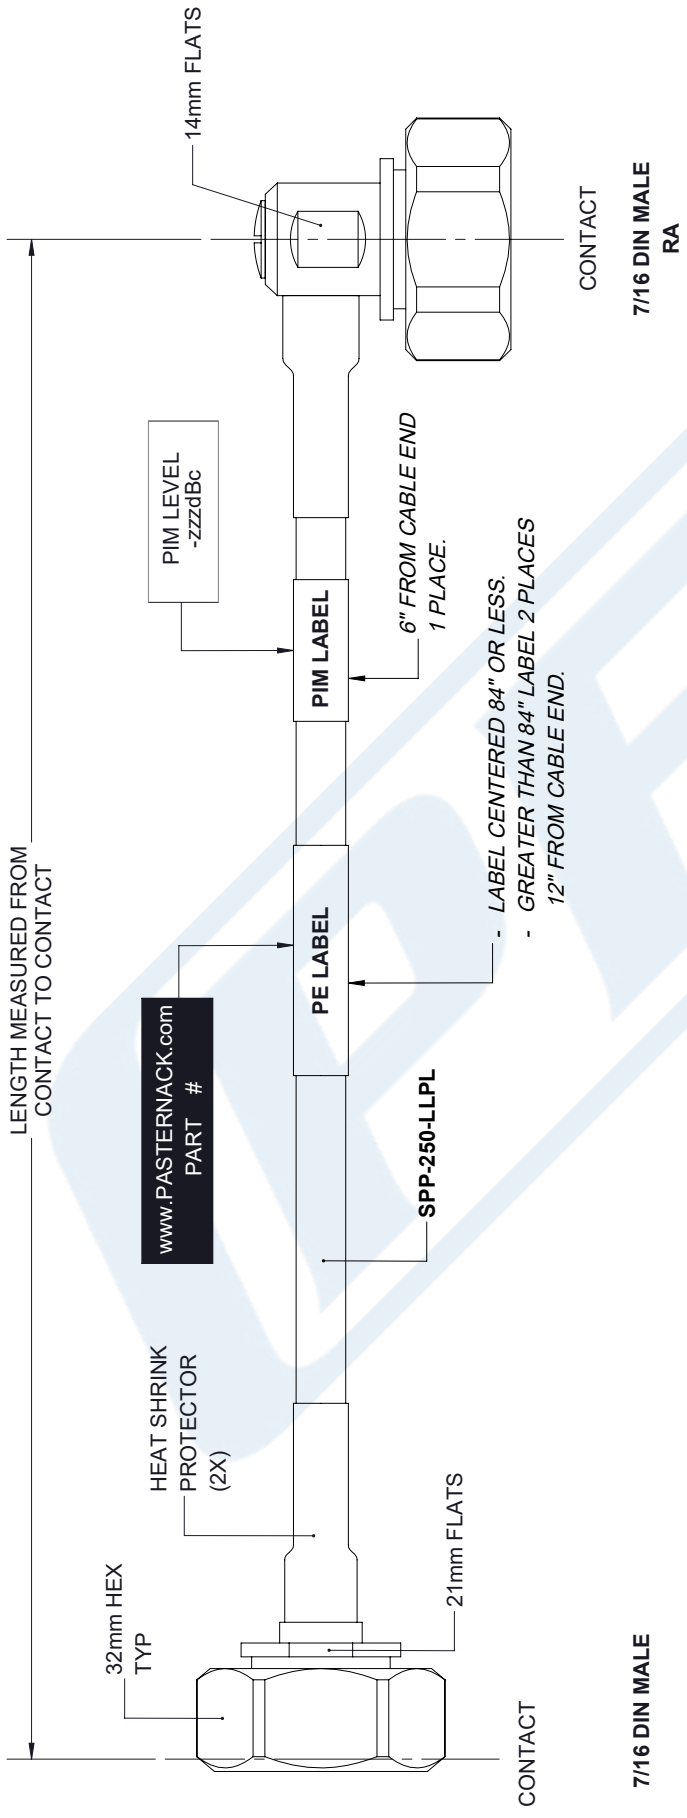 LENGTH MEASURED FROM
CONTACT TO CONTACT
32mm HEX
TYP
HEAT SHRINK
PROTECTOR
(2X)
www.PASTERNACK.com
PART #
PIM LEVEL
-zzzdBc
14mm FLATS
PE LABEL
PIM LABEL
21mm FLATS
SPP-250-LLPL
6" FROM CABLE END
1 PLACE.
- LABEL CENTERED 84" OR LESS.
- GREATER THAN 84" LABEL 2 PLACES
12" FROM CABLE END.
CONTACT
7/16 DIN MALE
CONTACT
7/16 DIN MALE
RA